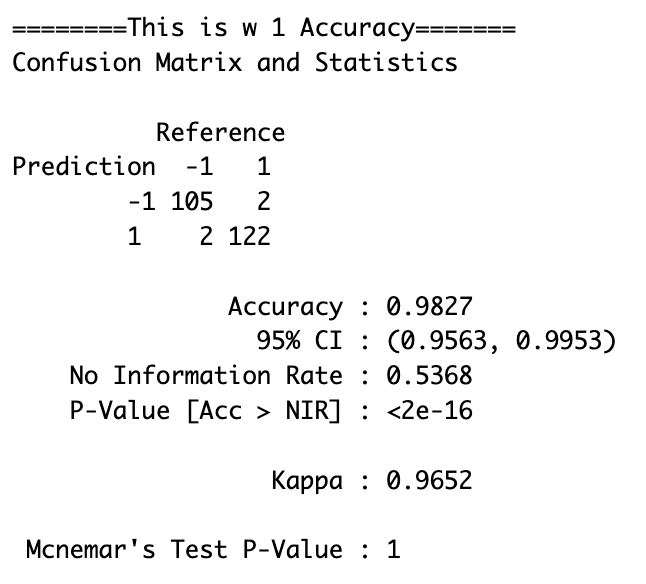 ========This is w 1 Accuracy=======
Confusion Matrix and Statistics
Reference
Prediction -1 1
-1 105 2
1 2 122
Accuracy : 0.9827
95% CI : (0.9563, 0.9953)
No Information Rate : 0.5368
P-Value [Acc > NIR] : <2e-16
Kappa : 0.9652
Mcnemar's Test P-Value : 1